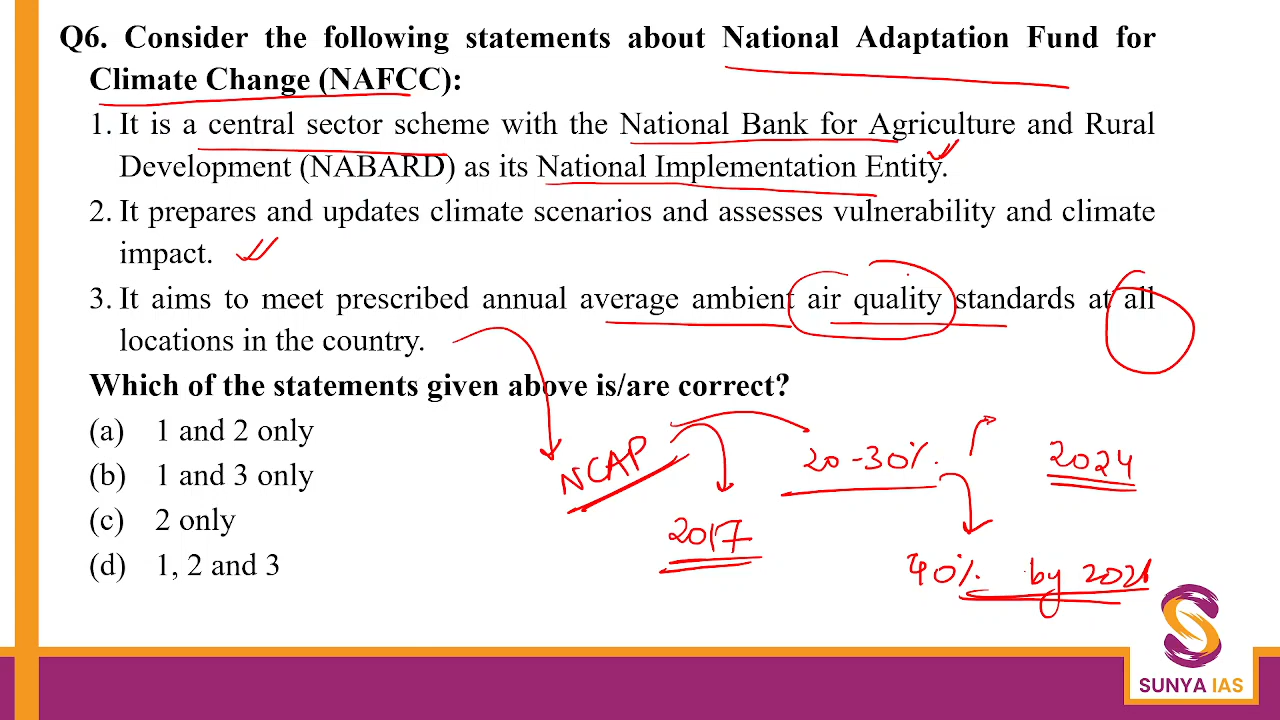 Q6. Consider the following statements about National Adaptation Fund for
Climate Change (NAFCC):
1. It is a central sector scheme with the National Bank for Agriculture and Rural
Development (NABARD) as its National Implementation Entity.
2. It prepares and updates climate scenarios and assesses vulnerability and climate
impact.
3. It aims to meet prescribed annual average ambient air quality standards at all
locations in the country.
Which of the statements given above is/are correct?
(a) 1 and 2 only
(b) 1 and 3 only
(c) 2 only
(d) 1, 2 and 3
NCAP
20-30%.
2024
2017
40% by
SUNYA IAS